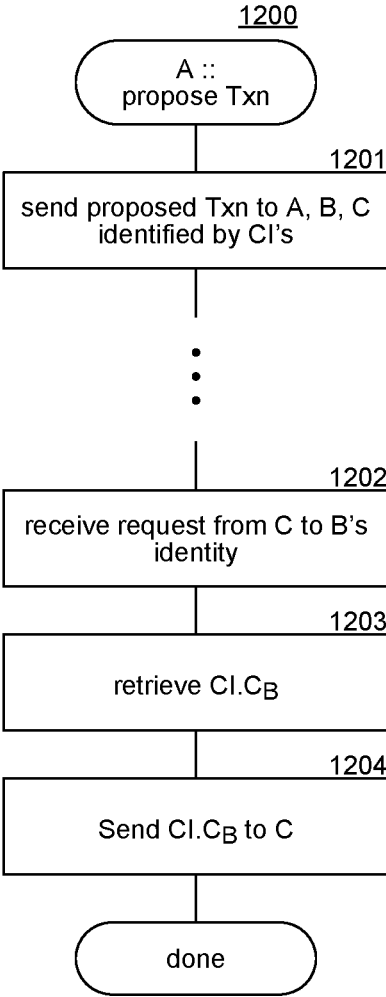 1200
A ::
propose Txn
1201
send proposed Txn to A, B, C
identified by CI's
1202
receive request from C to B's
identity
1203
retrieve CI.CB
1204
Send CI.CB to C
done